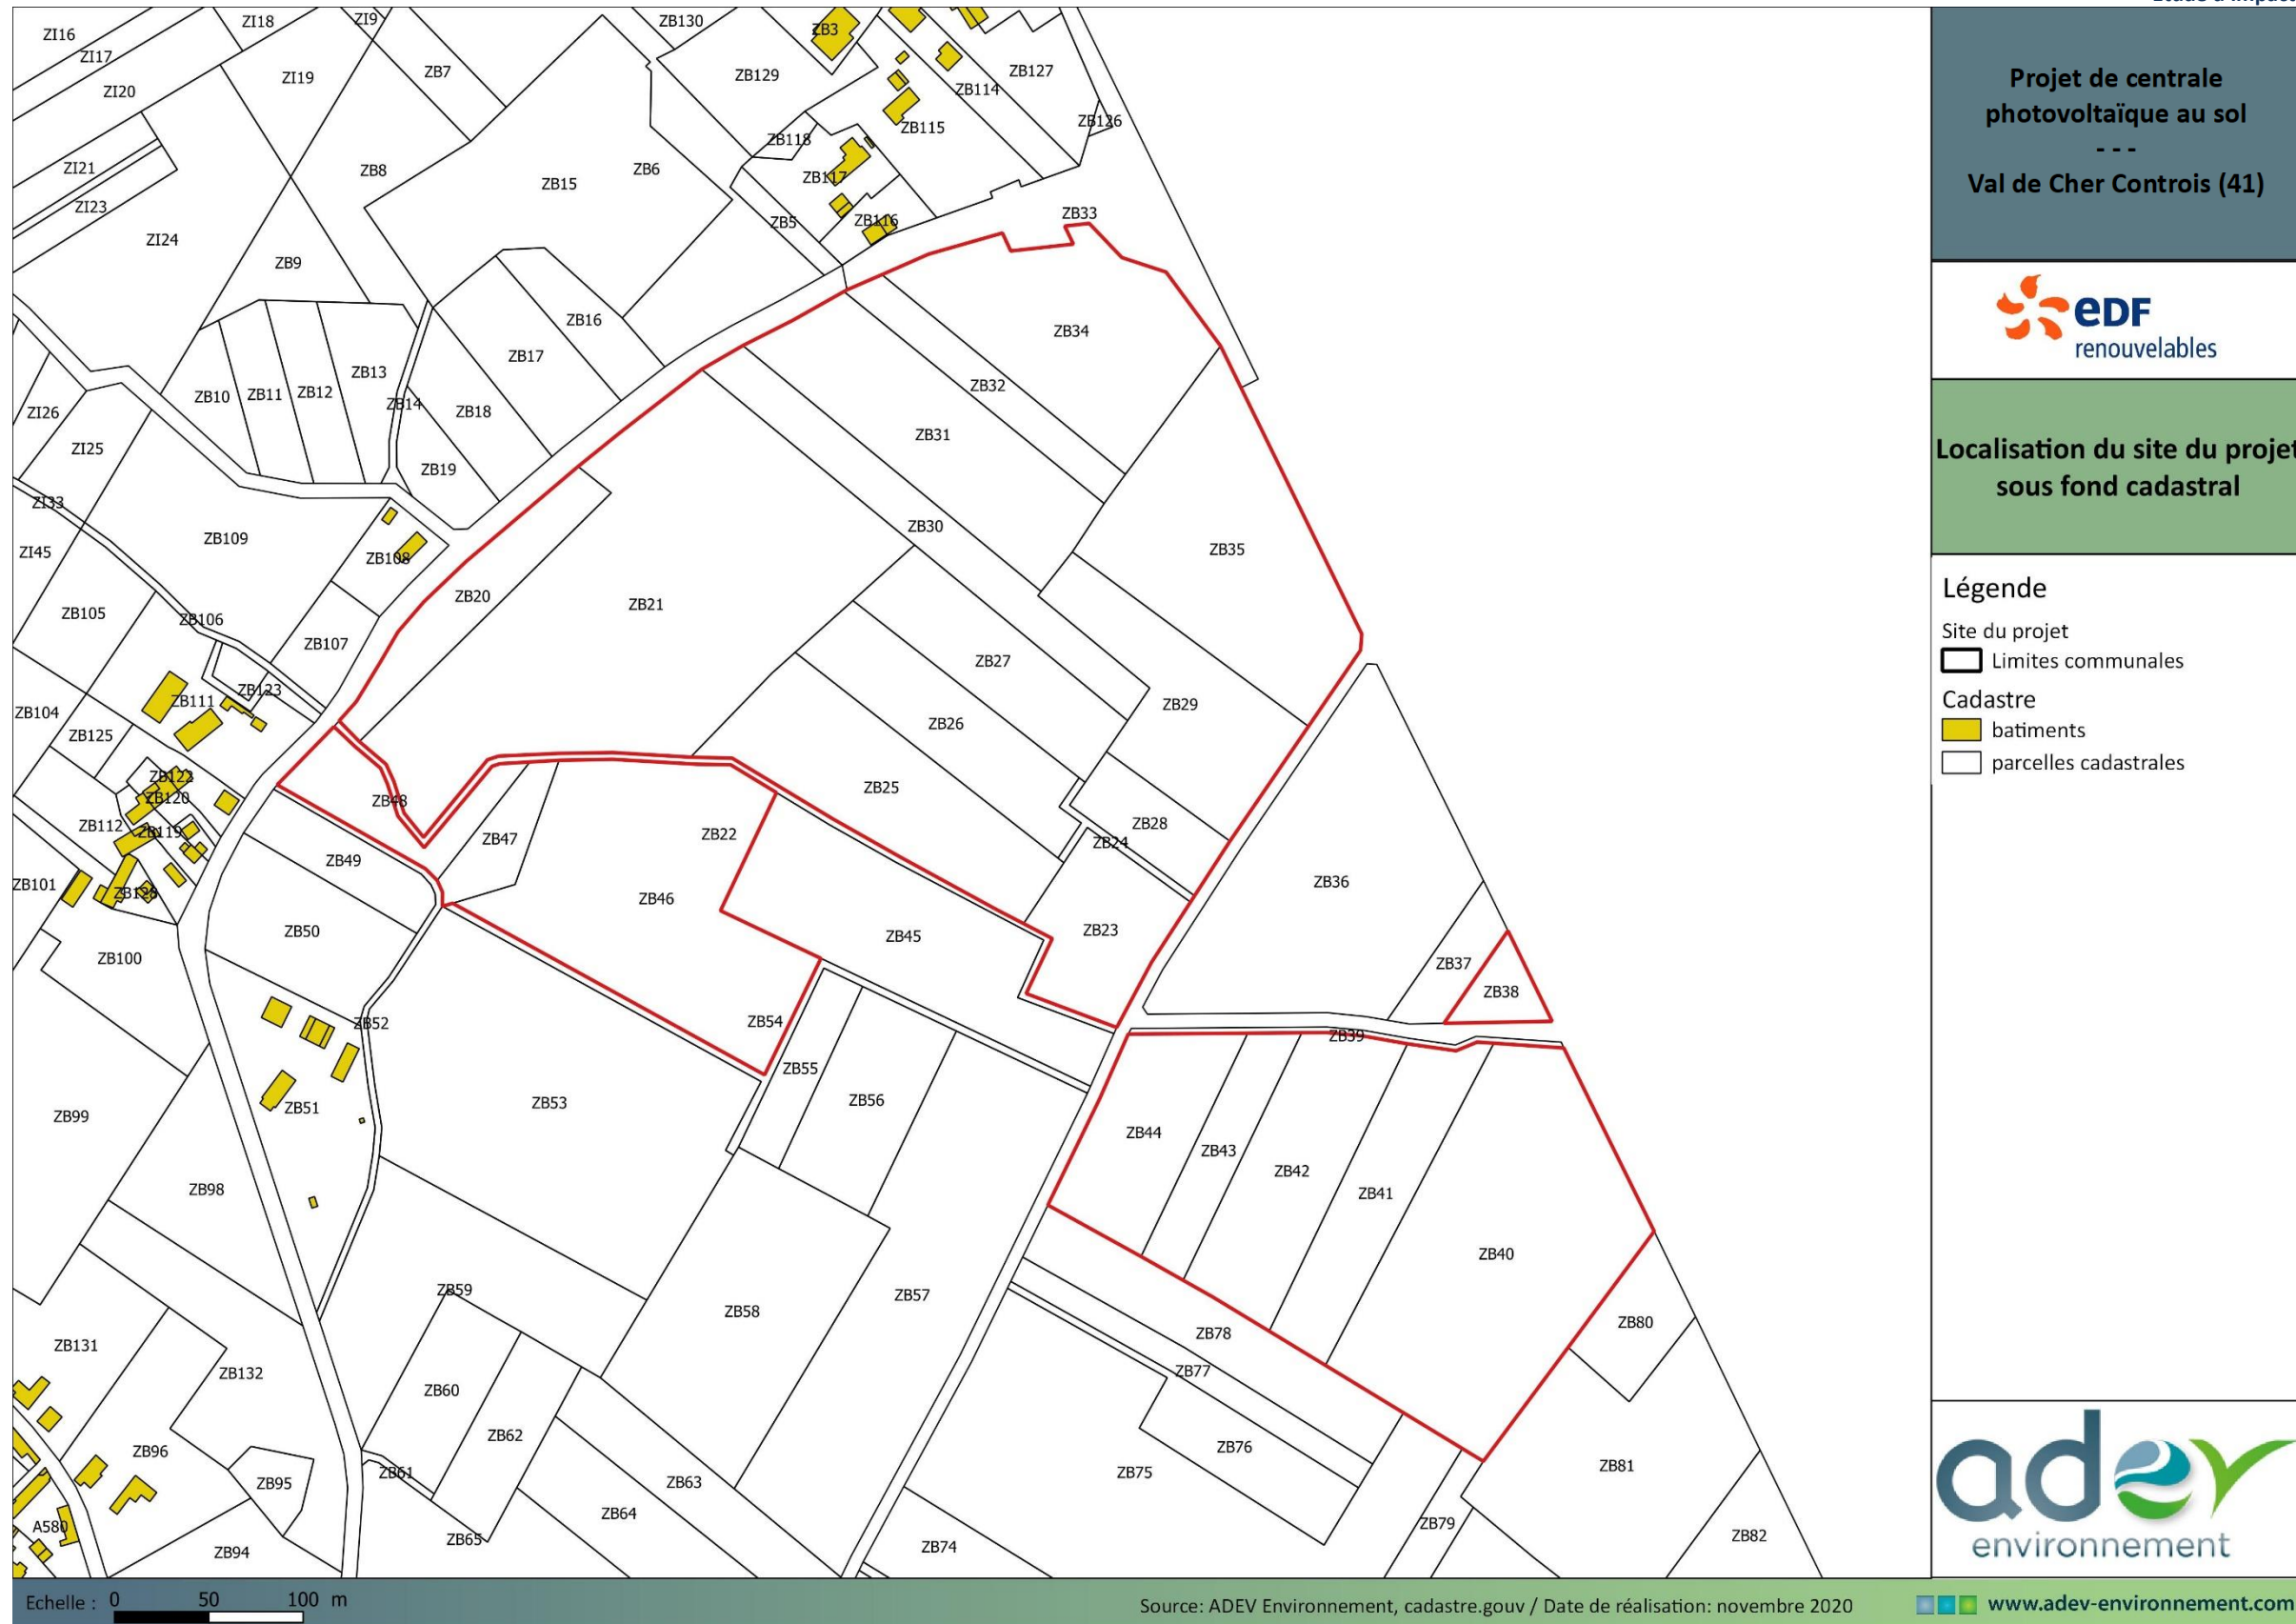 Projet de centrale
photovoltaïque au sol
- - -
Val de Cher Controis (41)
eDF
renouvelables
Localisation du site du projet
sous fond cadastral
Légende
Site du projet
Limites communales
Cadastre
batiments
parcelles cadastrales
adev
environnement
ZI16
ZI17
ZI18
ZI9
ZI20
ZI19
ZB7
ZB130
ZB3
ZB129
ZB127
ZB114
ZB126
ZB115
ZB118
ZB117
ZB116
ZB5
ZB6
ZB15
ZB8
ZI21
ZI23
ZI24
ZB9
ZB33
ZB34
ZB16
ZB17
ZB13
ZB12
ZB11
ZB10
ZB14
ZB18
ZB19
ZI26
ZI25
ZI33
ZI45
ZB109
ZB108
ZB32
ZB31
ZB30
ZB35
ZB20
ZB21
ZB105
ZB106
ZB107
ZB27
ZB26
ZB29
ZB123
ZB111
ZB104
ZB125
ZB122
ZB120
ZB112
ZB119
ZB101
ZB48
ZB47
ZB22
ZB25
ZB28
ZB24
ZB49
ZB46
ZB45
ZB23
ZB36
ZB50
ZB100
ZB37
ZB38
ZB52
ZB54
ZB39
ZB55
ZB56
ZB51
ZB53
ZB99
ZB44
ZB43
ZB42
ZB41
ZB98
ZB40
ZB59
ZB58
ZB57
ZB80
ZB78
ZB77
ZB131
ZB132
ZB60
ZB62
ZB96
ZB95
ZB61
ZB63
ZB75
ZB76
ZB81
ZB64
ZB65
ZB79
ZB82
ZB74
A580
ZB94
Echelle : 0 50 100 m
Source: ADEV Environnement, cadastre.gouv / Date de réalisation: novembre 2020
www.adev-environnement.com